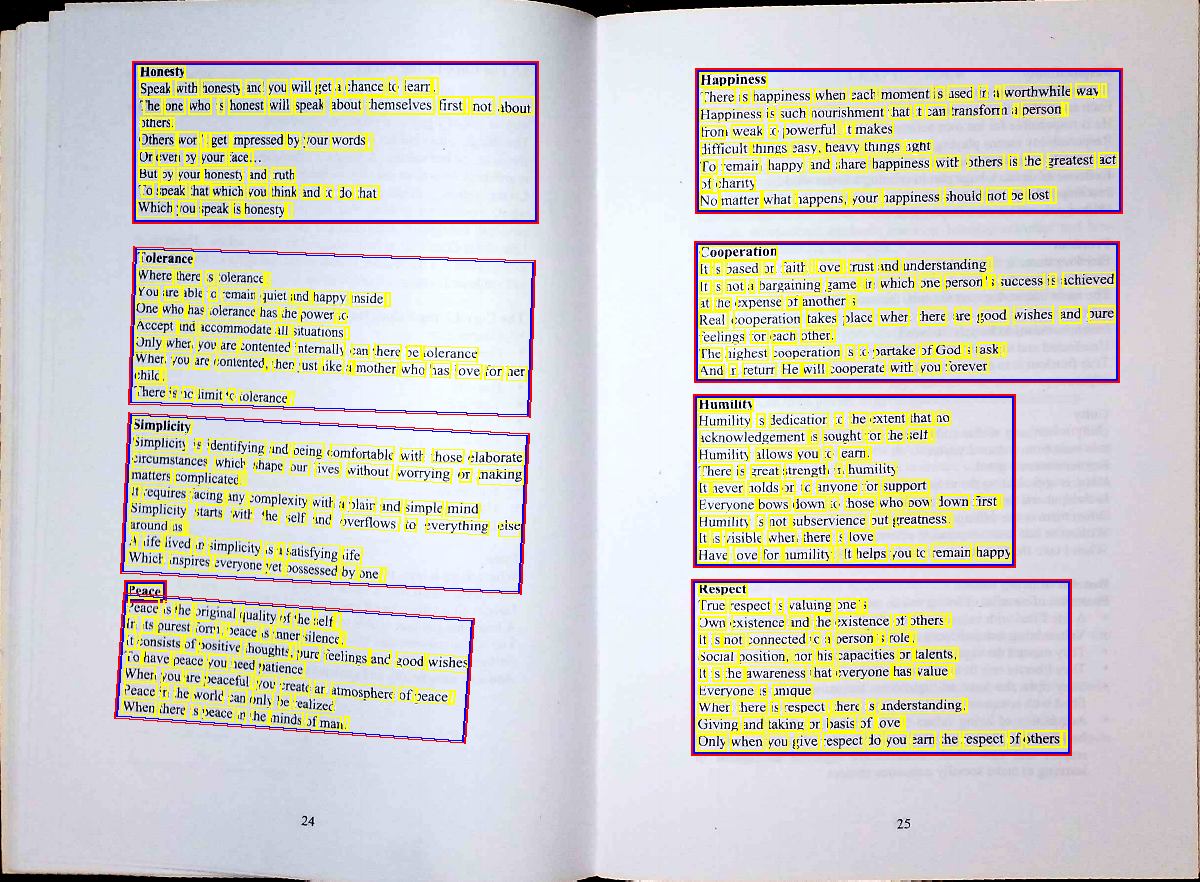 Honesty
Speak with honesty and you will get a chance to learn.
The one who is honest will speak about themselves first, not about
others.
Others won't get impressed by your words
Or even by your face...
But by your honesty and truth
To speak that which you think and to do that
Which you speak is honesty
Tolerance
Where there is tolerance
You are able to remain quiet and happy inside
One who has tolerance has the power to
Accept and accommodate all situations
Only when you are contented internally can there be tolerance
When you are contented, then just like a mother who has love for her
child,
There is no limit to tolerance
Simplicity
Simplicity is identifying and being comfortable with those elaborate
circumstances which shape our lives without worrying or making
matters complicated
It requires facing any complexity with a plain and simple mind
Simplicity starts with the self and overflows to everything else
around us
A life lived in simplicity is a satisfying life
Which inspires everyone yet possessed by one
Peace
Peace is the original quality of the self
In its purest form, peace is inner silence,
It consists of positive thoughts, pure feelings and good wishes
To have peace you need patience
When you are peaceful, you create an atmosphere of peace
Peace in the world can only be realized
When there is peace in the minds of man.
24
Happiness
There is happiness when each moment is used in a worthwhile way
Happiness is such nourishment that it can transform a person
from weak to powerful it makes
difficult things easy, heavy things light
To remain happy and share happiness with others is the greatest act
of charity
No matter what happens, your happiness should not be lost
Cooperation
It is based on faith love trust and understanding
It is not a bargaining game in which one person's success is achieved
at the expense of another's
Real cooperation takes place when there are good wishes and pure
feelings for each other.
The highest cooperation is to partake of God's task
And in return He will cooperate with you forever
Humility
Humility is dedication to the extent that no
acknowledgement is sought for the self
Humility allows you to learn.
There is great strength in humility
It never holds on to anyone for support
Everyone bows down to those who bow down first
Humility is not subservience but greatness.
It is visible when there is love
Have love for humility It helps you to remain happy
Respect
True respect is valuing one's
Own existence and the existence of others
It is not connected to a person's role,
Social position, nor his capacities or talents,
It is the awareness that everyone has value
Everyone is unique
When there is respect, there is understanding,
Giving and taking on basis of love
Only when you give respect do you earn the respect of others
25